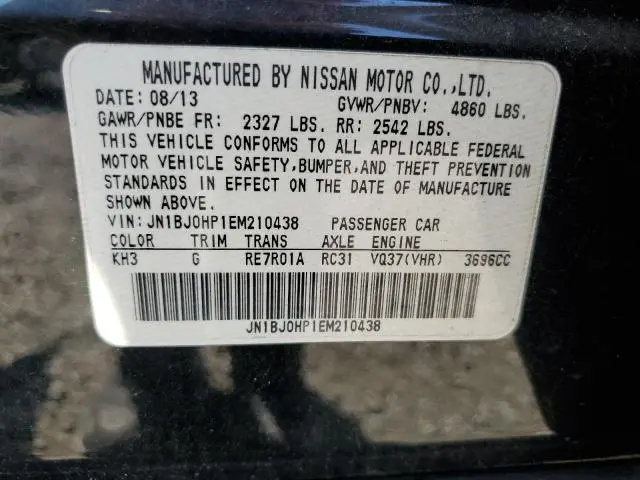 MANUFACTURED BY NISSAN MOTOR CO.,LTD.
DATE: 08/13 GVWR/PNBV: 4860 LBS.
GAWR/PNBE FR: 2327 LBS. RR: 2542 LBS.
THIS VEHICLE CONFORMS TO ALL APPLICABLE FEDERAL
MOTOR VEHICLE SAFETY,BUMPER,AND THEFT PREVENTION
STANDARDS IN EFFECT ON THE DATE OF MANUFACTURE
SHOWN ABOVE.
VIN: JN1BJ0HP1EM210438 PASSENGER CAR
COLOR TRIM TRANS AXLE ENGINE
KH3 G RE7R01A RC31 VQ37(VHR) 3696CC
JN1BJ0HP1EM210438